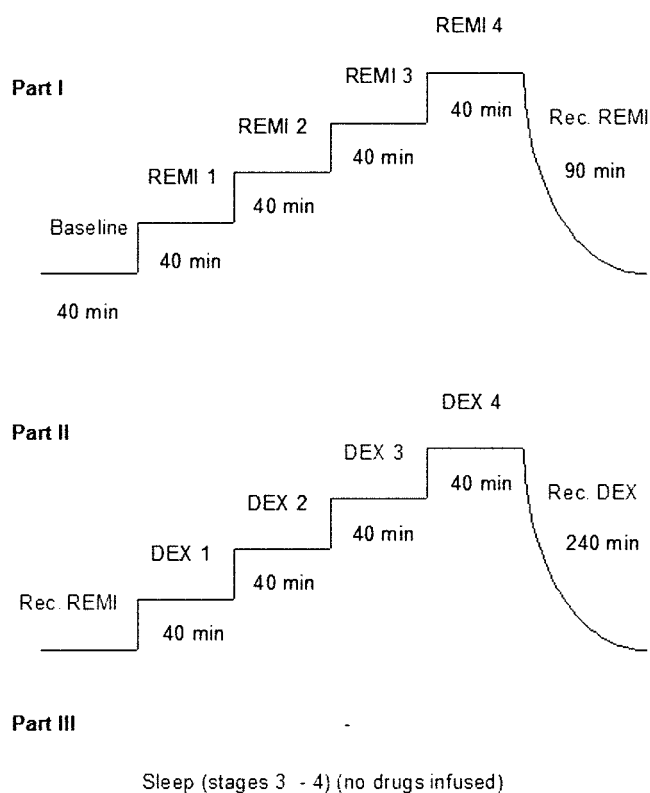 REMI 4
Part I
REMI 3
40 min
Rec. REMI
REMI 2
40 min
90 min
REMI 1
40 min
Baseline
40 min
40 min
DEX 4
Part II
DEX 3
40 min
Rec. DEX
DEX 2
40 min
240 min
DEX 1
40 min
Rec. REMI
40 min
Part III
Sleep (stages 3 - 4) (no drugs infused)